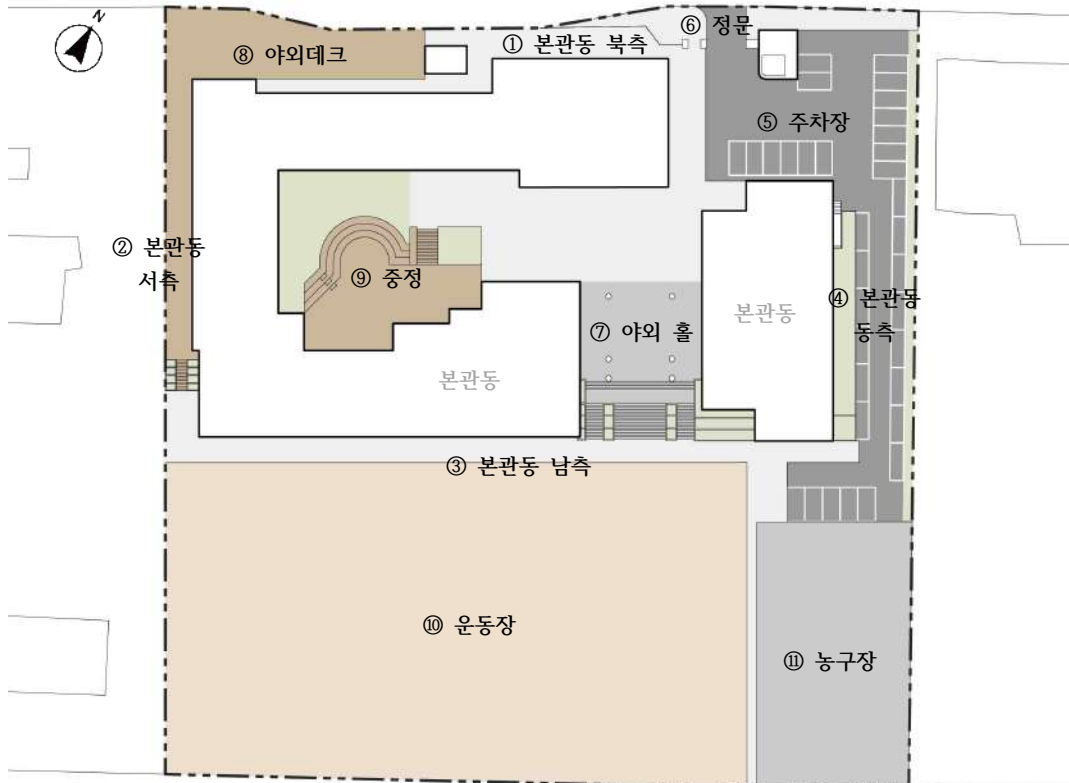 N
⑥ 정문
① 본관동 북측
⑧ 야외데크
⑤ 주차장
② 본관동
서측
⑨ 중정
④ 본관동
동측
본관동
⑦ 야외 홀
본관동
③ 본관동 남측
⑩ 운동장
⑪ 농구장